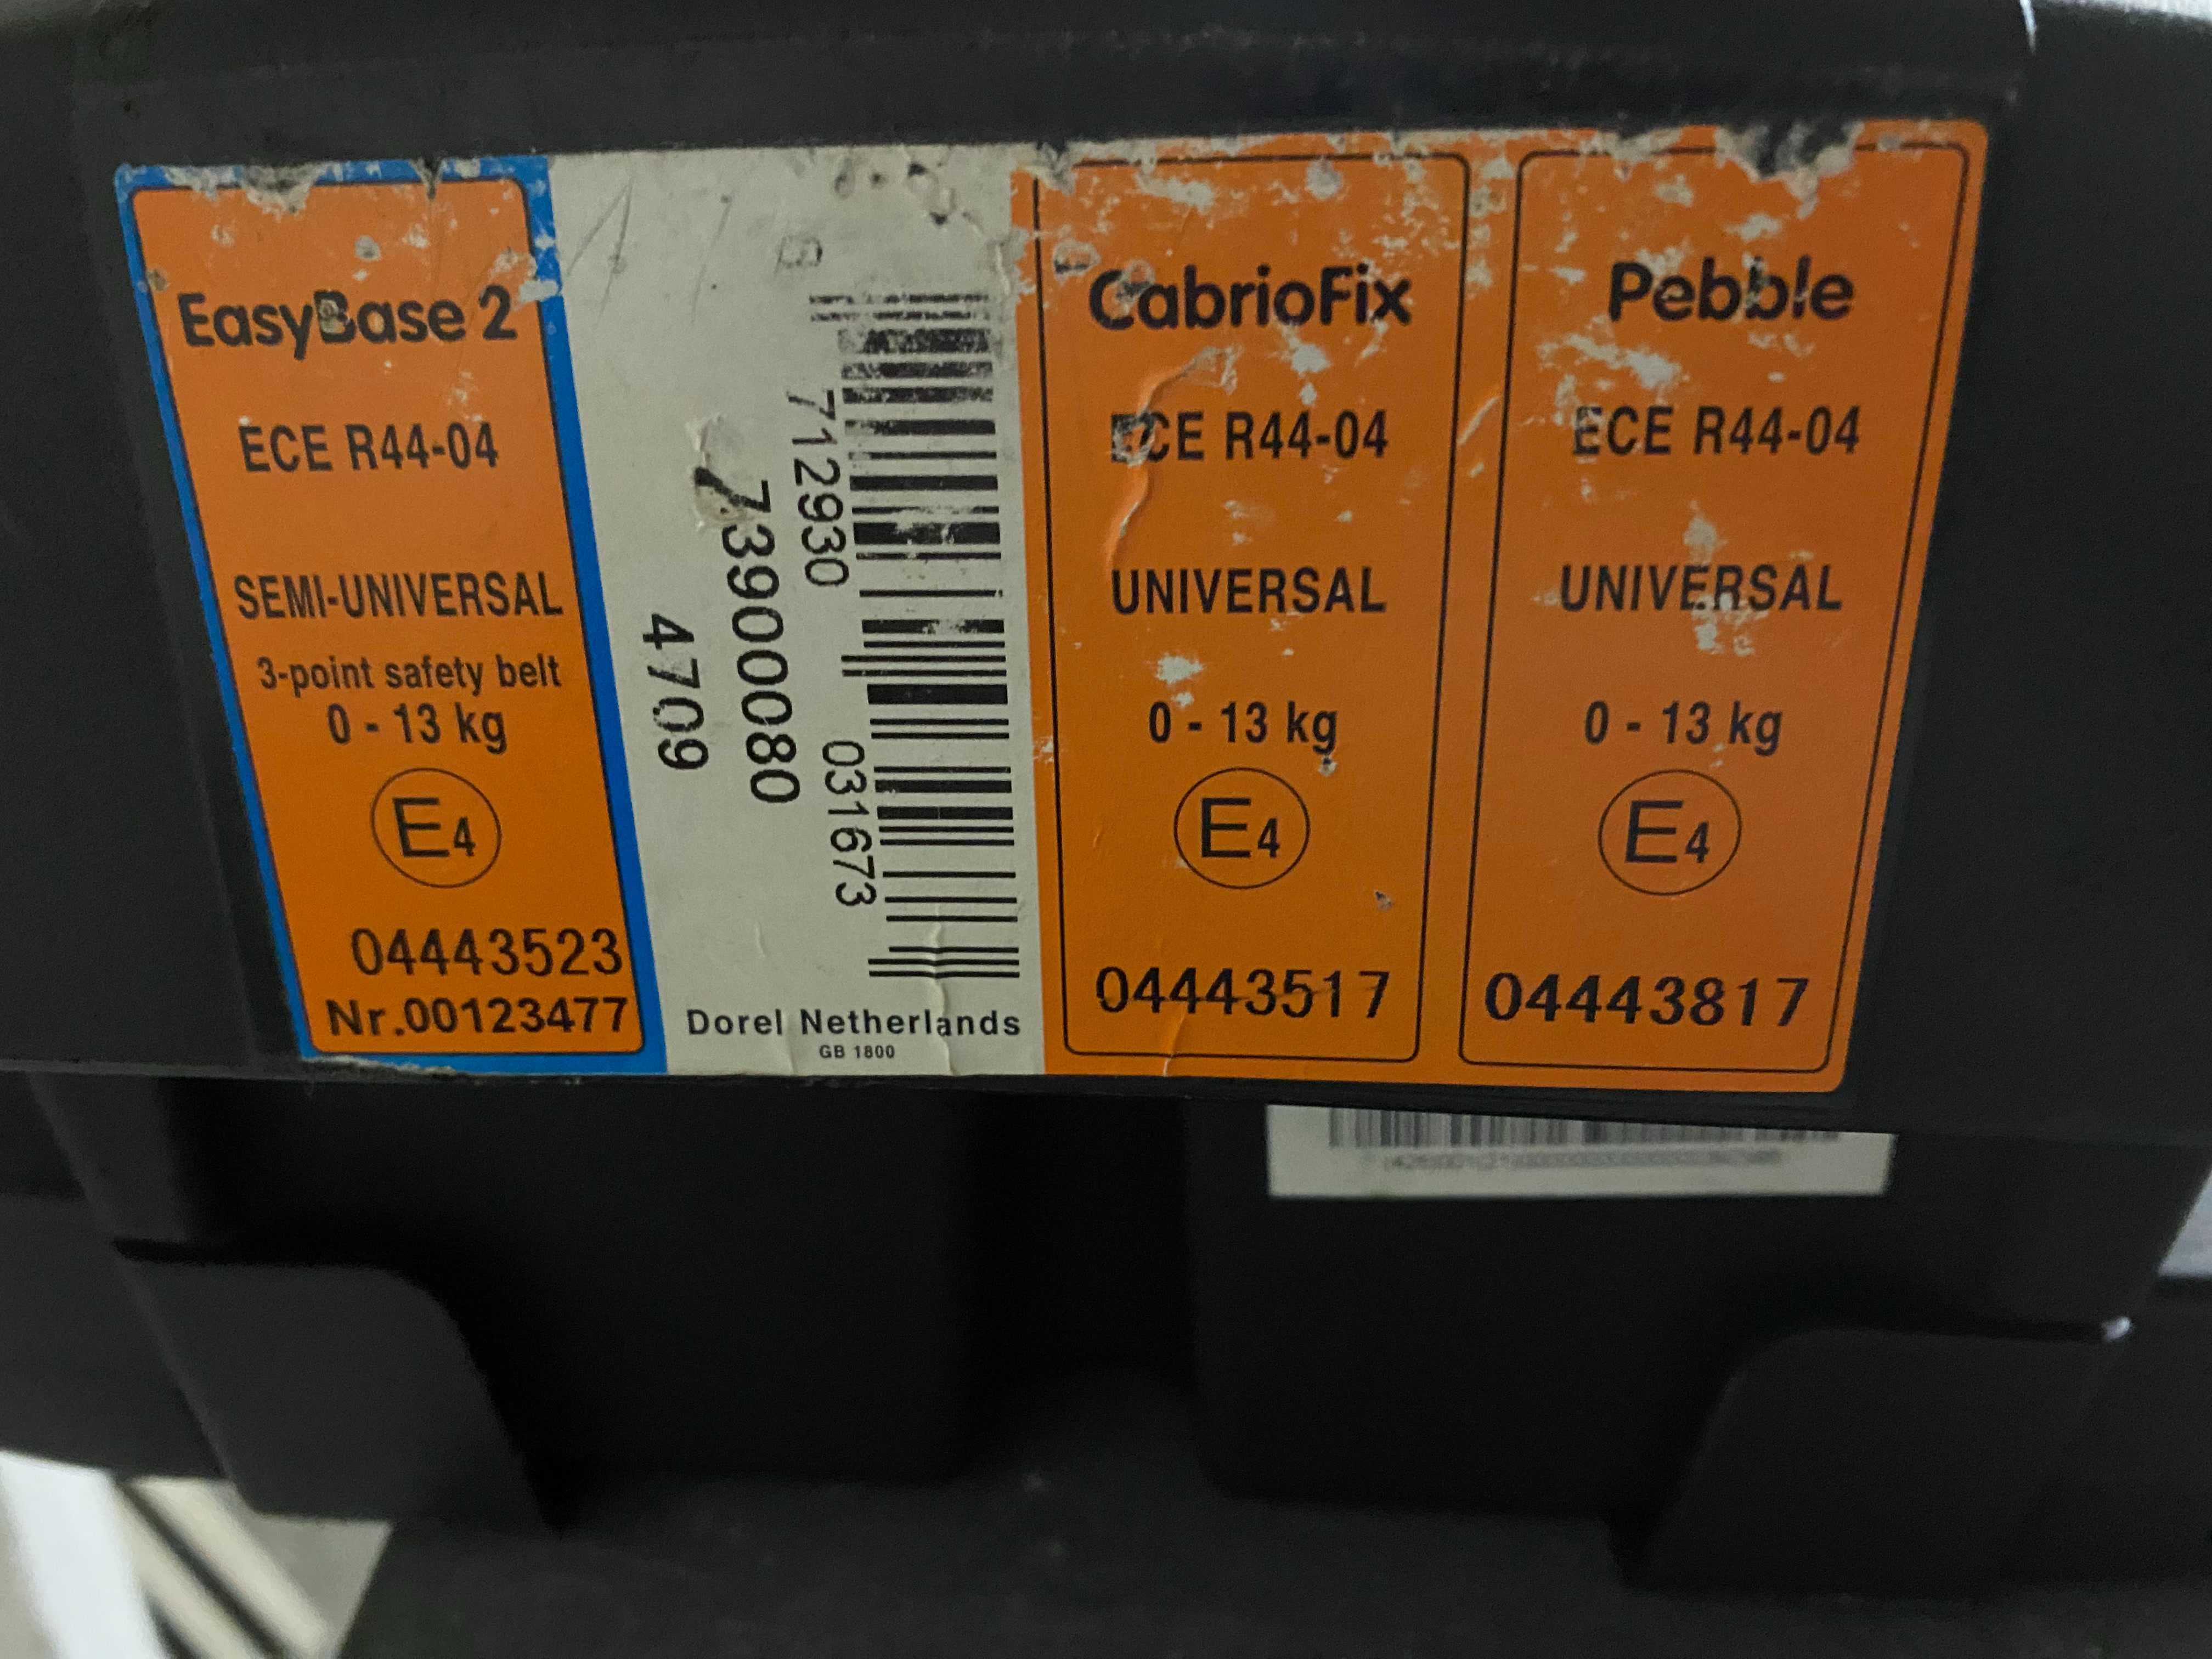 EasyBase 2
ECE R44-04
SEMI-UNIVERSAL
3-point safety belt
0 - 13 kg
E4
04443523
Nr.00123477
712930 031673
73900080
4709
Dorel Netherlands
GB 1800
CabrioFix
ECE R44-04
UNIVERSAL
0 - 13 kg
E4
04443517
Pebble
ECE R44-04
UNIVERSAL
0 - 13 kg
E4
04443817